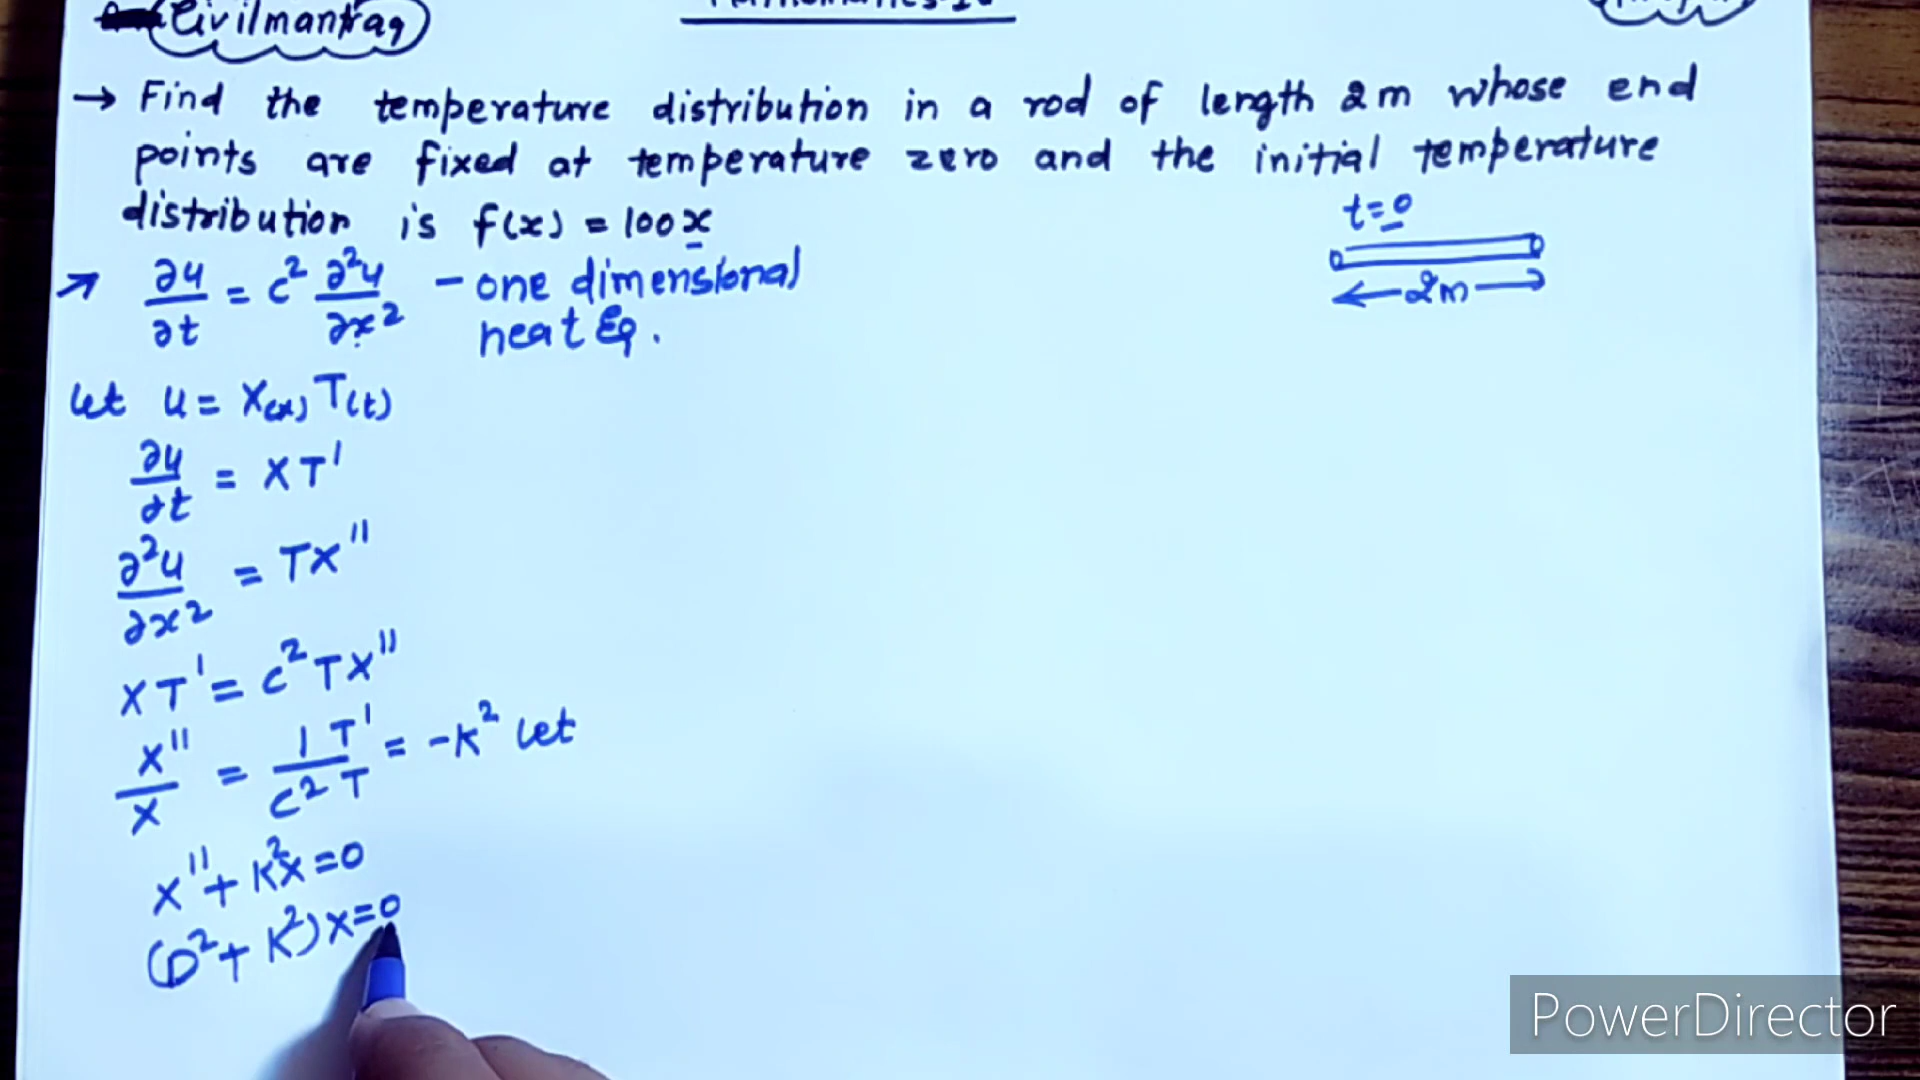 Civilmantrag
→ Find the temperature distribution in a rod of length 2m whose end
points are fixed at temperature zero and the initial temperature
distribution is f(x) = 100x
t=0
2m
∂u/∂t = c² ∂²u/∂x² - one dimensional
heat Eq.
let u = X(x) T(t)
∂u/∂t = XT'
∂²u/∂x² = TX''
XT' = c²TX''
X''/X = 1 T'/c² T = -K² let
X'' + K²X = 0
(D² + K²) X = 0
PowerDirector